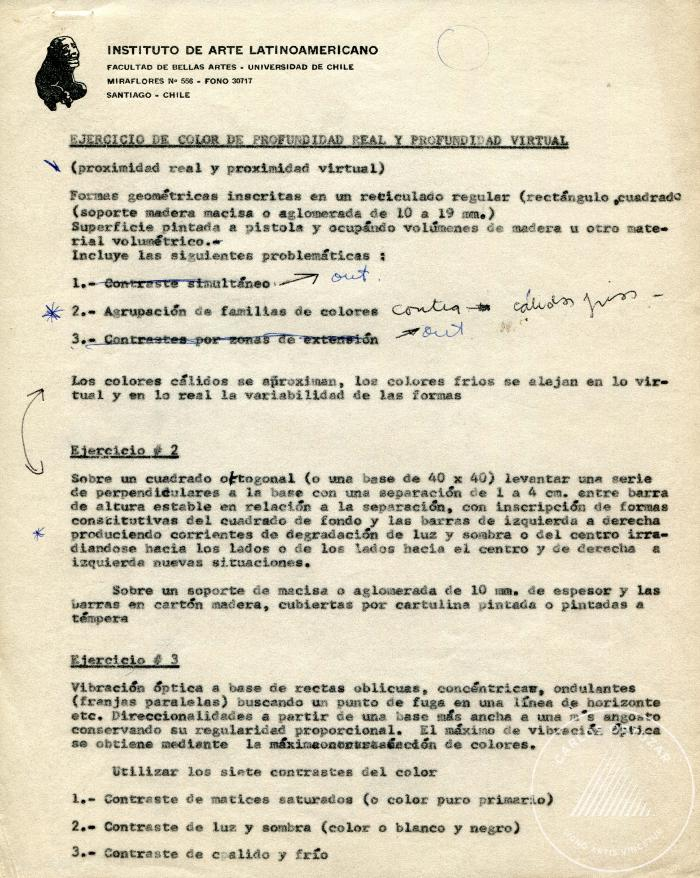 INSTITUTO DE ARTE LATINOAMERICANO
FACULTAD DE BELLAS ARTES - UNIVERSIDAD DE CHILE
MIRAFLORES Nº 556 - FONO 30717
SANTIAGO - CHILE
EJERCICIO DE COLOR DE PROFUNDIDAD REAL Y PROFUNDIDAD VIRTUAL
(proximidad real y proximidad virtual)
Formas geométricas inscritas en un reticulado regular (rectángulo,cuadrado
(soporte madera macisa o aglomerada de 10 a 19 mm.)
Superficie pintada a pistola y ocupando volúmenes de madera u otro mate-
rial volumétrico.-
Incluye las siguientes problemáticas :
1.- Contraste simultáneo → out.
* 2.- Agrupación de familias de colores contra cálidos fríos -
3.- Contrastes por zonas de extensión → out
Los colores cálidos se aproximan, los colores frios se alejan en lo vir-
tual y en lo real la variabilidad de las formas
Ejercicio # 2
Sobre un cuadrado octogonal (o una base de 40 x 40) levantar una serie
de perpendiculares a la base con una separación de 1 a 4 cm. entre barra
de altura estable en relación a la separación, con inscripción de formas
constitutivas del cuadrado de fondo y las barras de izquierda a derecha
* produciendo corrientes de degradación de luz y sombra o del centro irra-
diandose hacia los lados o de los lados hacia el centro y de derecha a
izquierda nuevas situaciones.
Sobre un soporte de macisa o aglomerada de 10 mm. de espesor y las
barras en cartón madera, cubiertas por cartulina pintada o pintadas a
témpera
Ejercicio # 3
Vibración óptica a base de rectas oblicuas, concéntricas, ondulantes
(franjas paralelas) buscando un punto de fuga en una línea de horizonte
etc. Direccionalidades a partir de una base más ancha a una más angosto
conservando su regularidad proporcional. El máximo de vibración óptica
se obtiene mediante la máxima de colores.
Utilizar los siete contrastes del color
1.- Contraste de matices saturados (o color puro primario)
2.- Contraste de luz y sombra (color o blanco y negro)
3.- Contraste de cpalido y frío